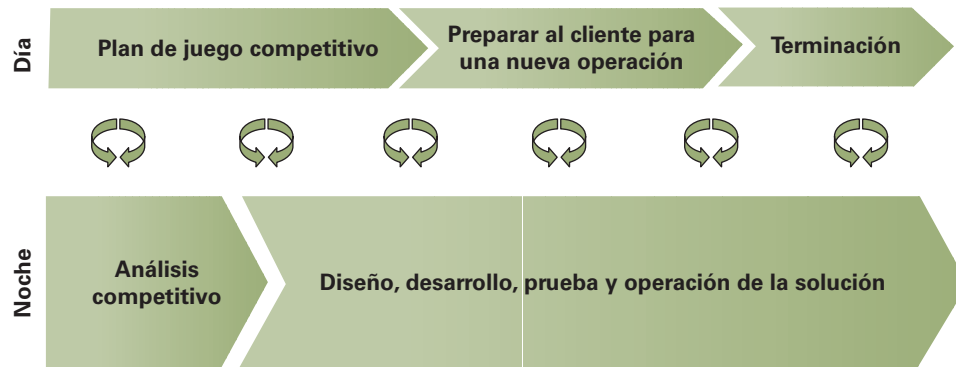 Día
Plan de juego competitivo
Preparar al cliente para
una nueva operación
Terminación
Noche
Análisis
competitivo
Diseño, desarrollo, prueba y operación de la solución